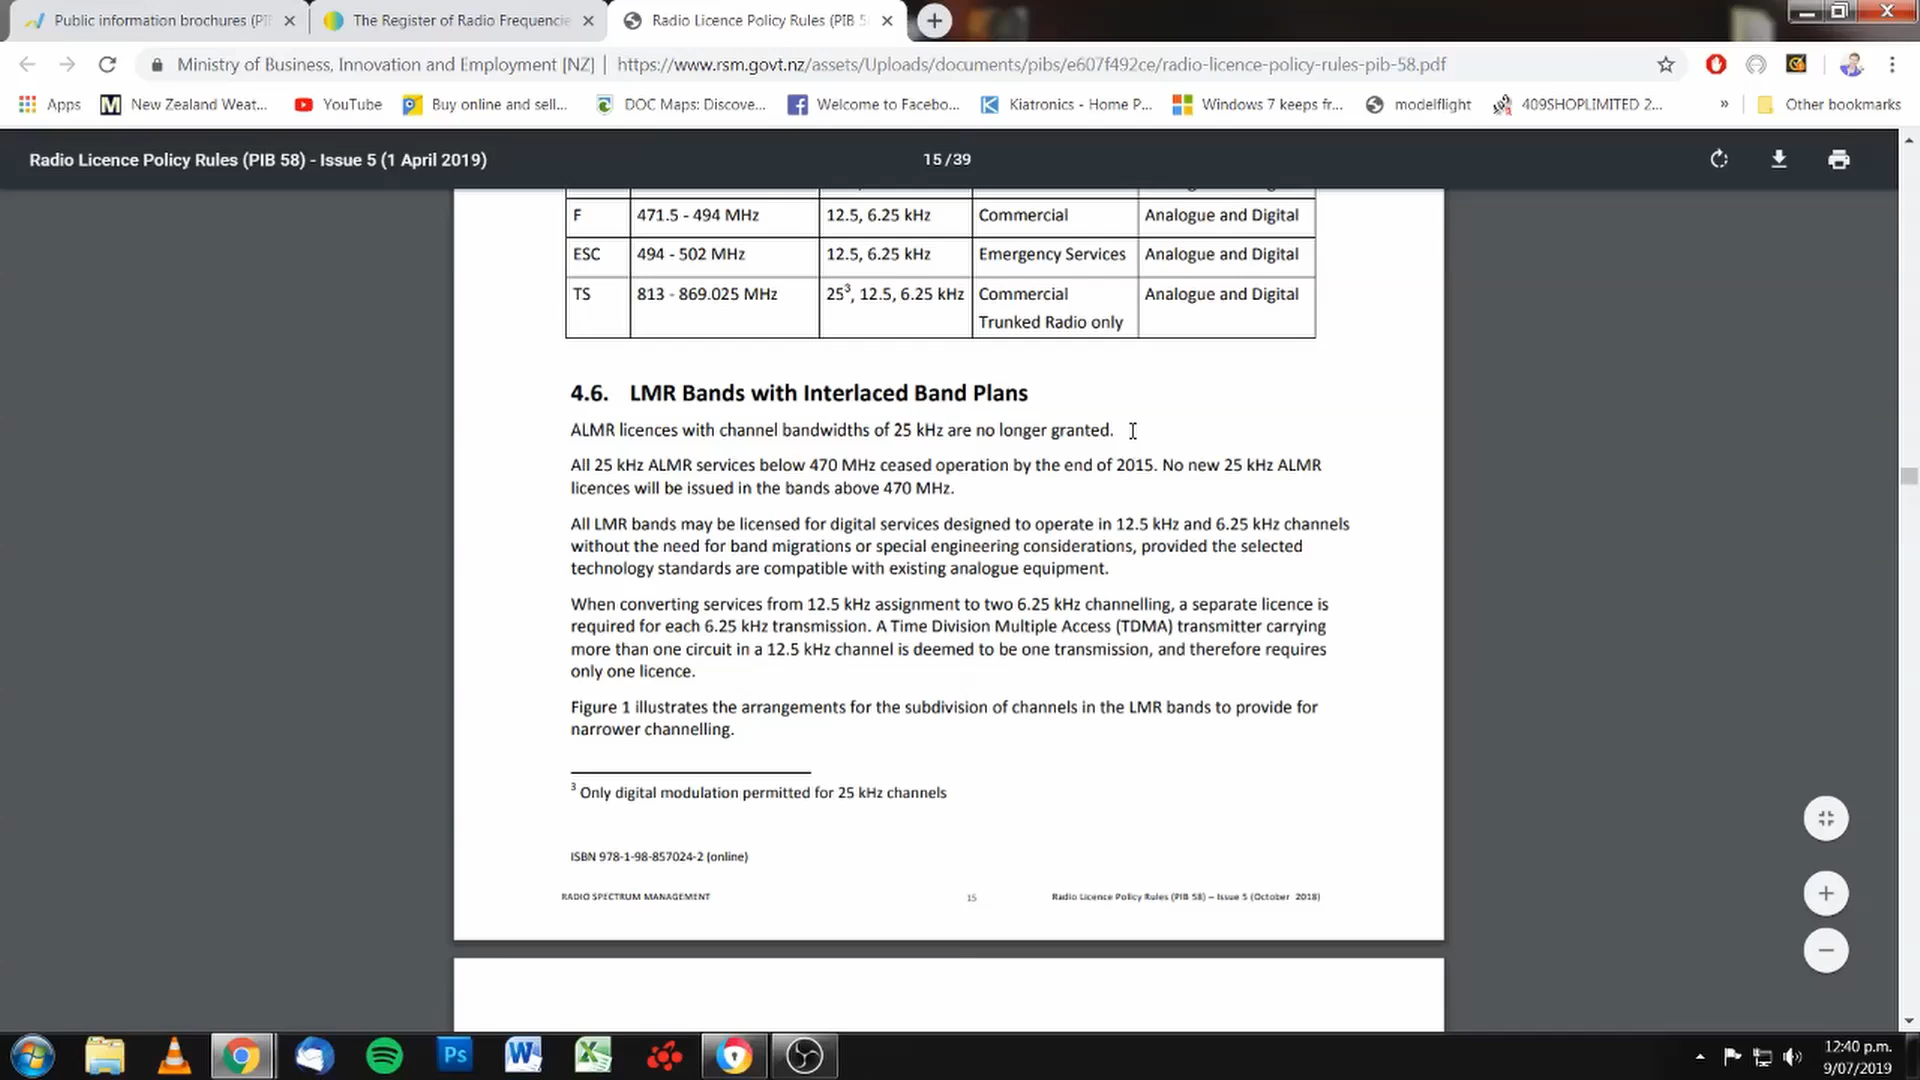 Public information brochures (PI
The Register of Radio Frequencie
Radio Licence Policy Rules (PIB 5
Ministry of Business, Innovation and Employment [NZ] | https://www.rsm.govt.nz/assets/Uploads/documents/pibs/e607f492ce/radio-licence-policy-rules-pib-58.pdf
Apps New Zealand Weat... YouTube Buy online and sell... DOC Maps: Discove... Welcome to Facebo... Kiatronics - Home P... Windows 7 keeps fr... modelflight 409SHOPLIMITED 2... » Other bookmarks
Radio Licence Policy Rules (PIB 58) - Issue 5 (1 April 2019) 15 / 39
F 471.5 - 494 MHz 12.5, 6.25 kHz Commercial Analogue and Digital
ESC 494 - 502 MHz 12.5, 6.25 kHz Emergency Services Analogue and Digital
TS 813 - 869.025 MHz 25³, 12.5, 6.25 kHz Commercial Analogue and Digital
Trunked Radio only
4.6. LMR Bands with Interlaced Band Plans
ALMR licences with channel bandwidths of 25 kHz are no longer granted.
All 25 kHz ALMR services below 470 MHz ceased operation by the end of 2015. No new 25 kHz ALMR
licences will be issued in the bands above 470 MHz.
All LMR bands may be licensed for digital services designed to operate in 12.5 kHz and 6.25 kHz channels
without the need for band migrations or special engineering considerations, provided the selected
technology standards are compatible with existing analogue equipment.
When converting services from 12.5 kHz assignment to two 6.25 kHz channelling, a separate licence is
required for each 6.25 kHz transmission. A Time Division Multiple Access (TDMA) transmitter carrying
more than one circuit in a 12.5 kHz channel is deemed to be one transmission, and therefore requires
only one licence.
Figure 1 illustrates the arrangements for the subdivision of channels in the LMR bands to provide for
narrower channelling.
³ Only digital modulation permitted for 25 kHz channels
ISBN 978-1-98-857024-2 (online)
RADIO SPECTRUM MANAGEMENT 15 Radio Licence Policy Rules (PIB 58) – Issue 5 (October 2018)
Ps
12:40 p.m.
9/07/2019